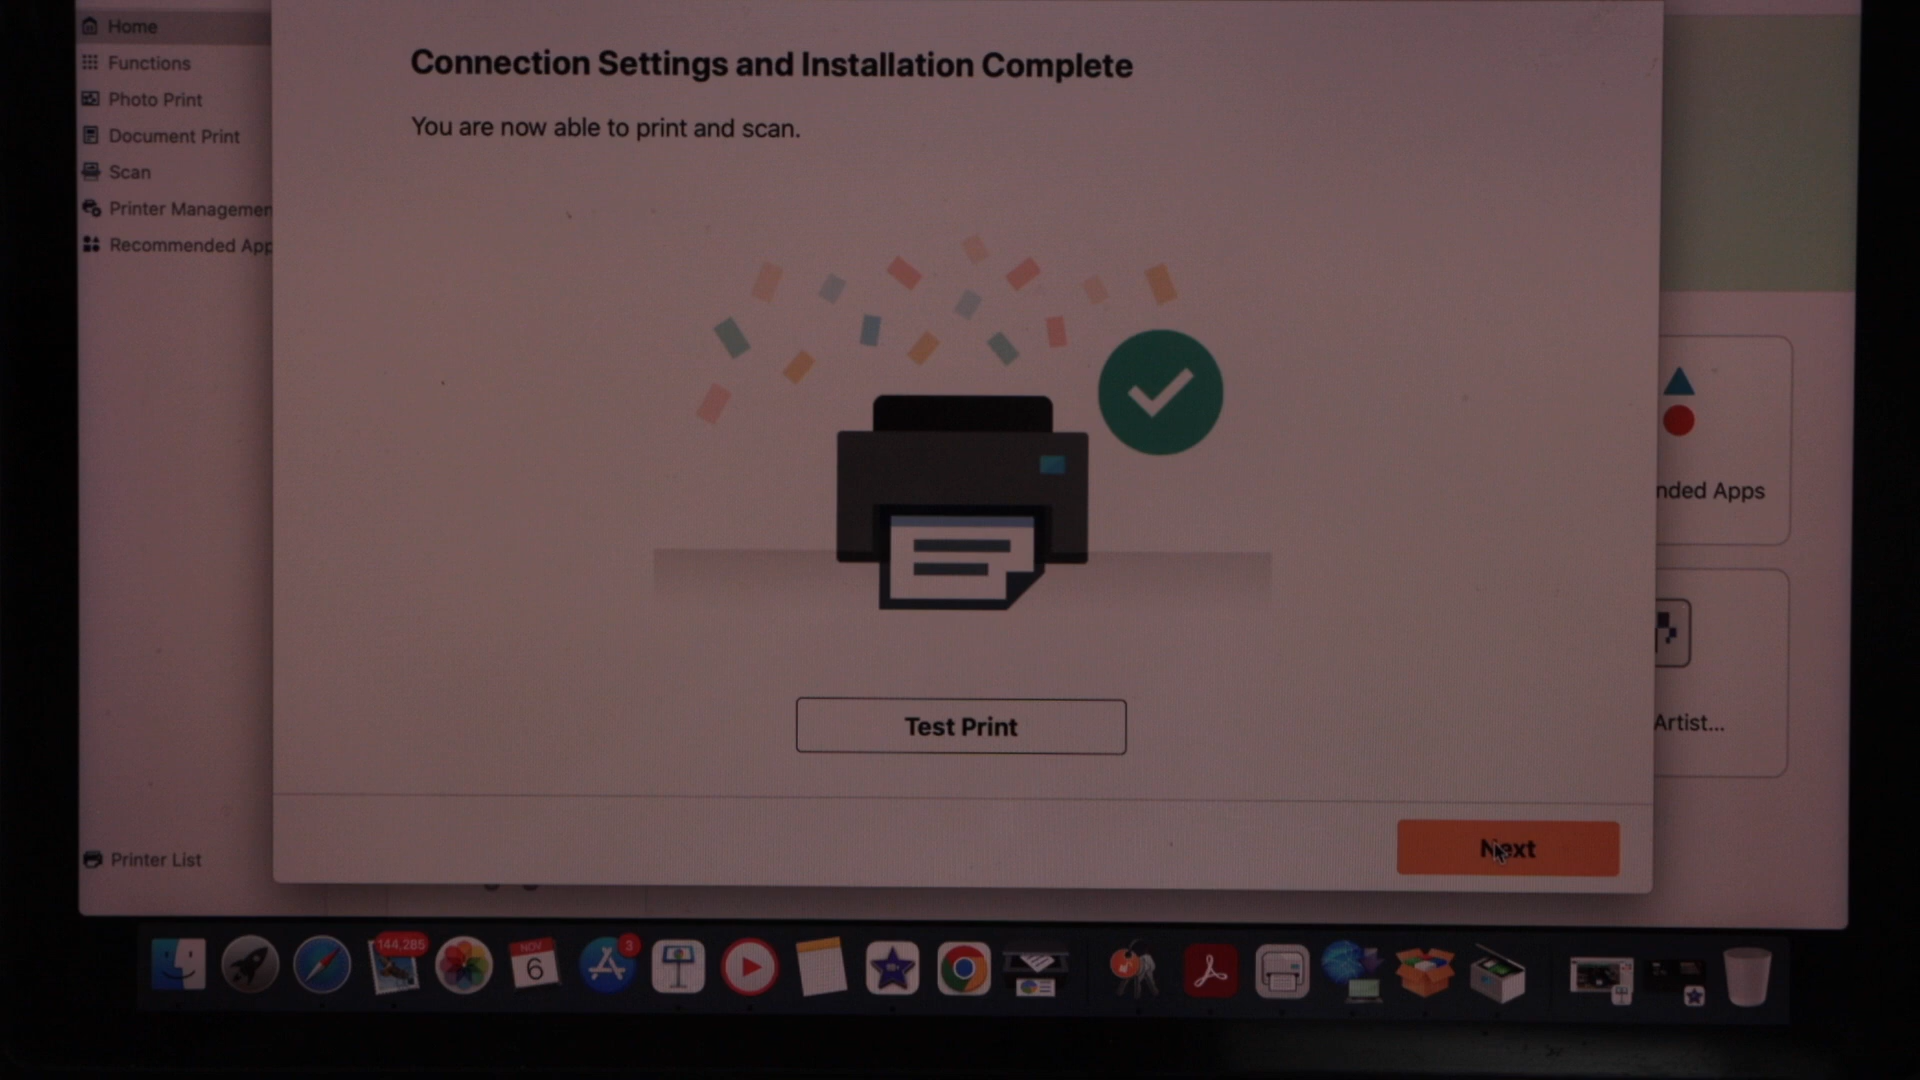 Home
Functions
Photo Print
Document Print
Scan
Printer Managemen
Recommended App
Printer List
Connection Settings and Installation Complete
You are now able to print and scan.
Test Print
Next
nded Apps
Artist...
144,285
NOV
6
3